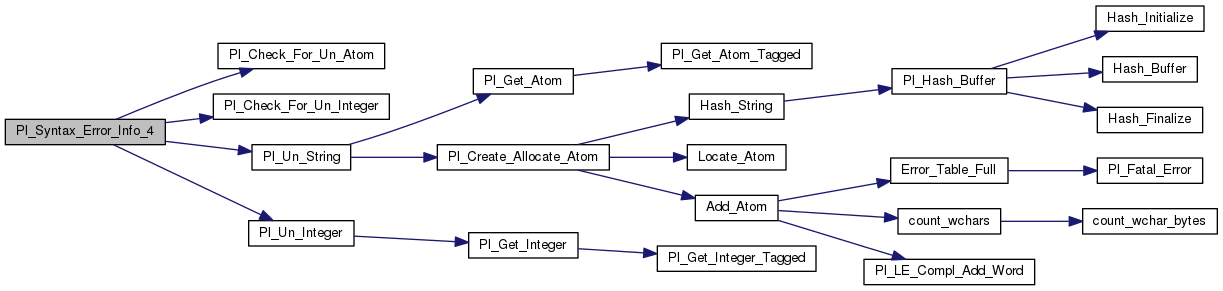 Pl_Syntax_Error_Info_4
Pl_Check_For_Un_Atom
Pl_Check_For_Un_Integer
Pl_Un_String
Pl_Un_Integer
Pl_Get_Atom
Pl_Create_Allocate_Atom
Pl_Get_Integer
Pl_Get_Atom_Tagged
Hash_String
Locate_Atom
Add_Atom
Pl_Get_Integer_Tagged
Pl_Hash_Buffer
Error_Table_Full
count_wchars
Pl_LE_Compl_Add_Word
Hash_Initialize
Hash_Buffer
Hash_Finalize
Pl_Fatal_Error
count_wchar_bytes